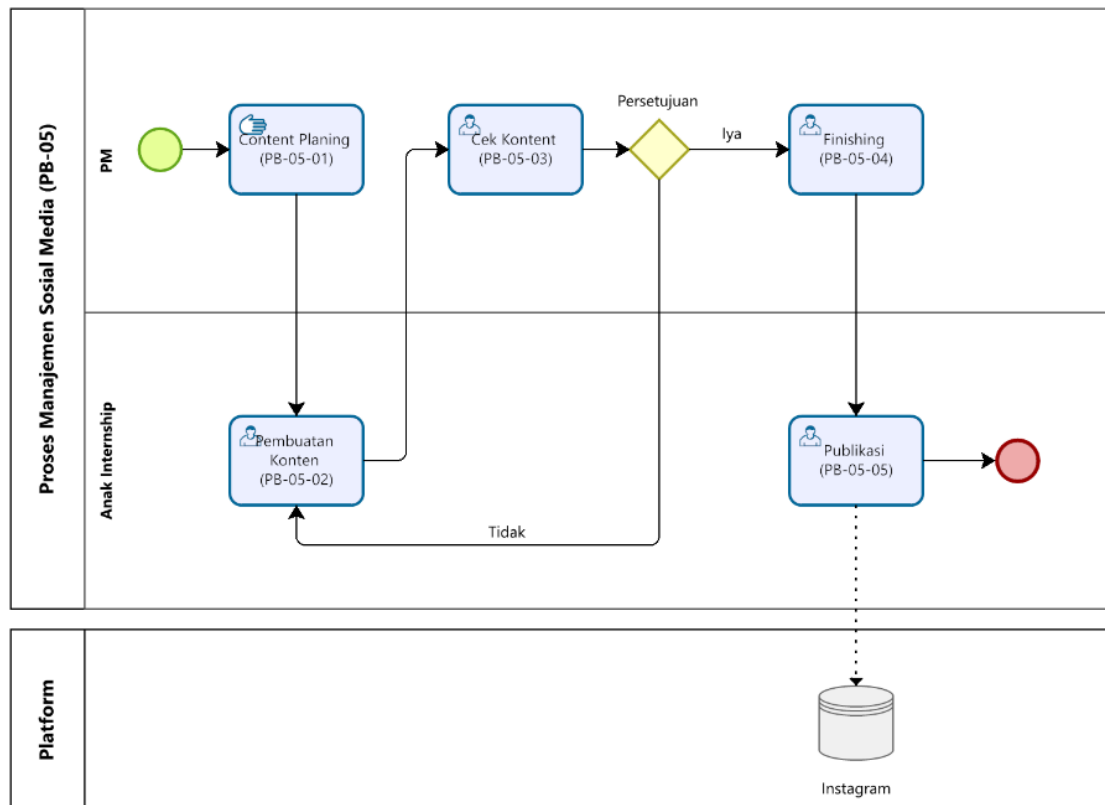 Proses Manajemen Sosial Media (PB-05)
PM
Content Planing
(PB-05-01)
Cek Kontent
(PB-05-03)
Persetujuan
Iya
Finishing
(PB-05-04)
Anak Internship
Pembuatan
Konten
(PB-05-02)
Tidak
Publikasi
(PB-05-05)
Platform
Instagram